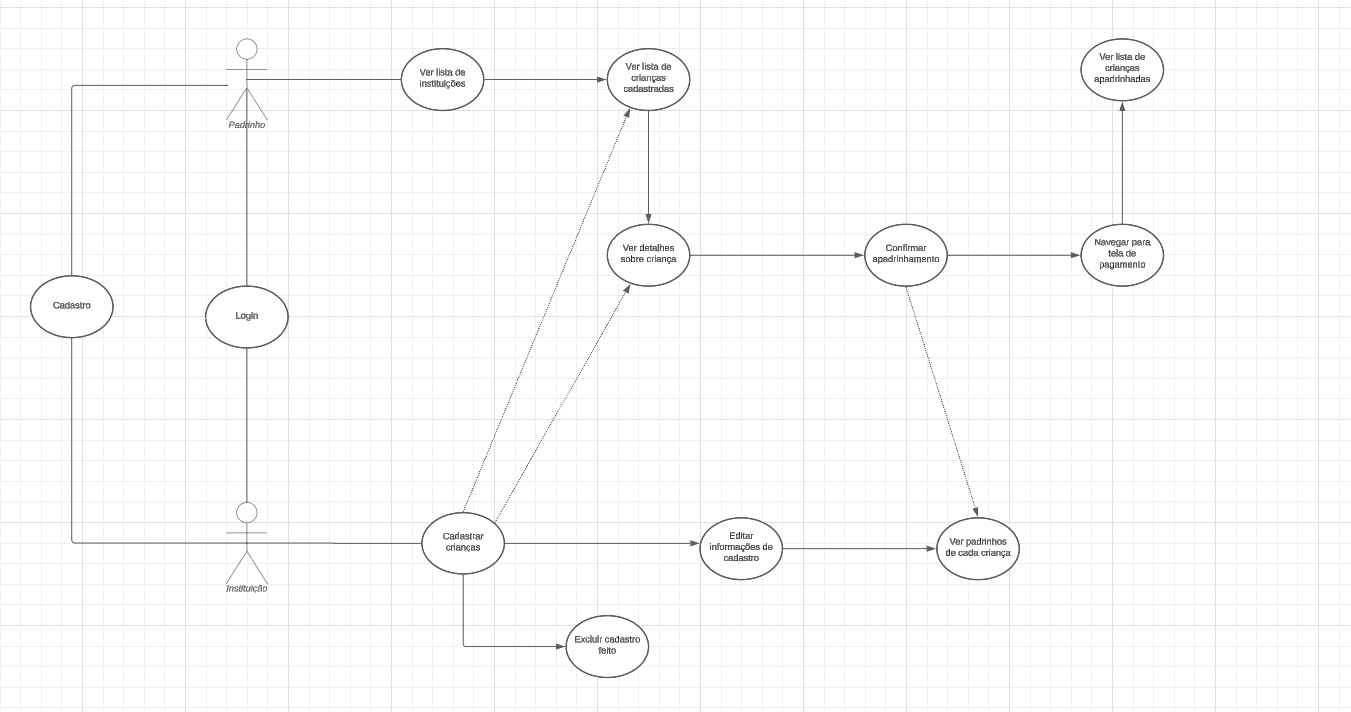 Padrinho
Ver lista de
instituições
Ver lista de
crianças
cadastradas
Ver lista de
crianças
apadrinhadas
Ver detalhes
sobre criança
Confirmar
apadrinhamento
Navegar para
tela de
pagamento
Cadastro
Login
Instituição
Cadastrar
crianças
Editar
informações de
cadastro
Ver padrinhos
de cada criança
Excluir cadastro
feito